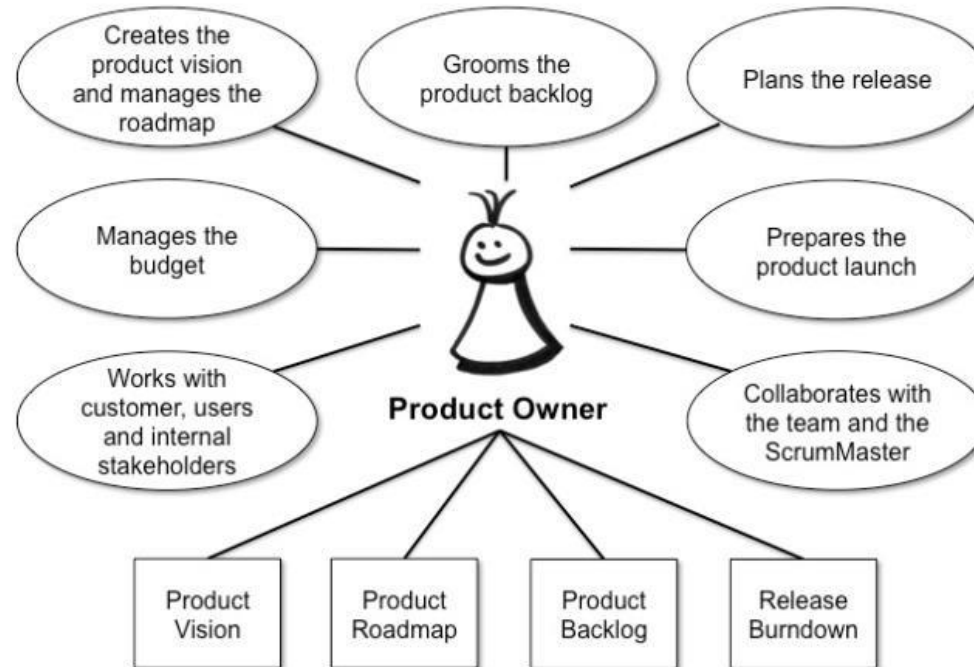 Creates the
product vision
and manages the
roadmap
Grooms the
product backlog
Plans the release
Manages the
budget
Prepares the
product launch
Works with
customer, users
and internal
stakeholders
Product Owner
Collaborates with
the team and the
ScrumMaster
Product
Vision
Product
Roadmap
Product
Backlog
Release
Burndown